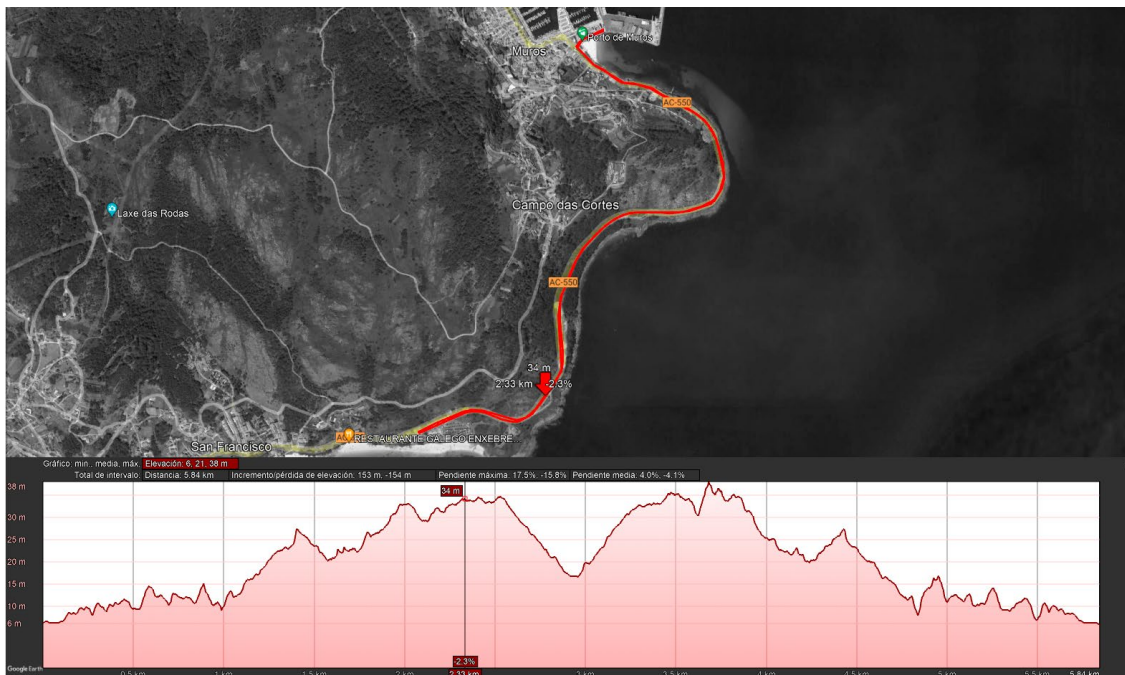 Muros
Porto de Muros
AC-550
Laxe das Rodas
Campo das Cortes
AC-550
34 m
2.33 km -2.3%
RESTAURANTE GALEGO ENXEBRE...
San Francisco
Gráfico: mín., media, máx. Elevación: 6, 21, 38 m
Total de intervalo: Distancia: 5.84 km Incremento/pérdida de elevación: 153 m, -154 m Pendiente máxima: 17.5%, -15.8% Pendiente media: 4.0%, -4.1%
38 m
34 m
30 m
25 m
20 m
15 m
10 m
6 m
-2.3%
Google Earth
0.5 km 1 km 1.5 km 2 km 2.33 km 3 km 3.5 km 4 km 4.5 km 5 km 5.5 km 5.84 km